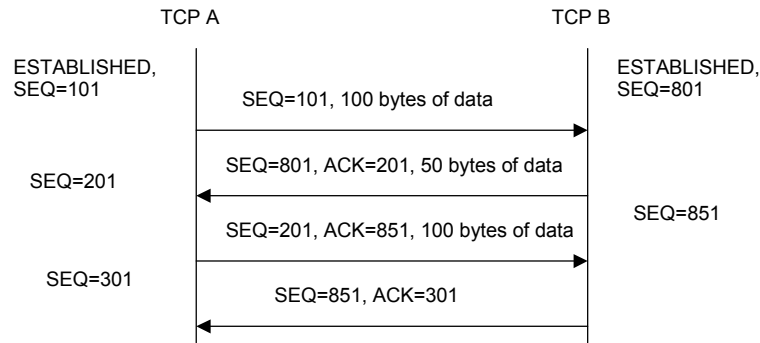 TCP A
TCP B
ESTABLISHED,
SEQ=101
ESTABLISHED,
SEQ=801
SEQ=101, 100 bytes of data
SEQ=801, ACK=201, 50 bytes of data
SEQ=201
SEQ=851
SEQ=201, ACK=851, 100 bytes of data
SEQ=301
SEQ=851, ACK=301